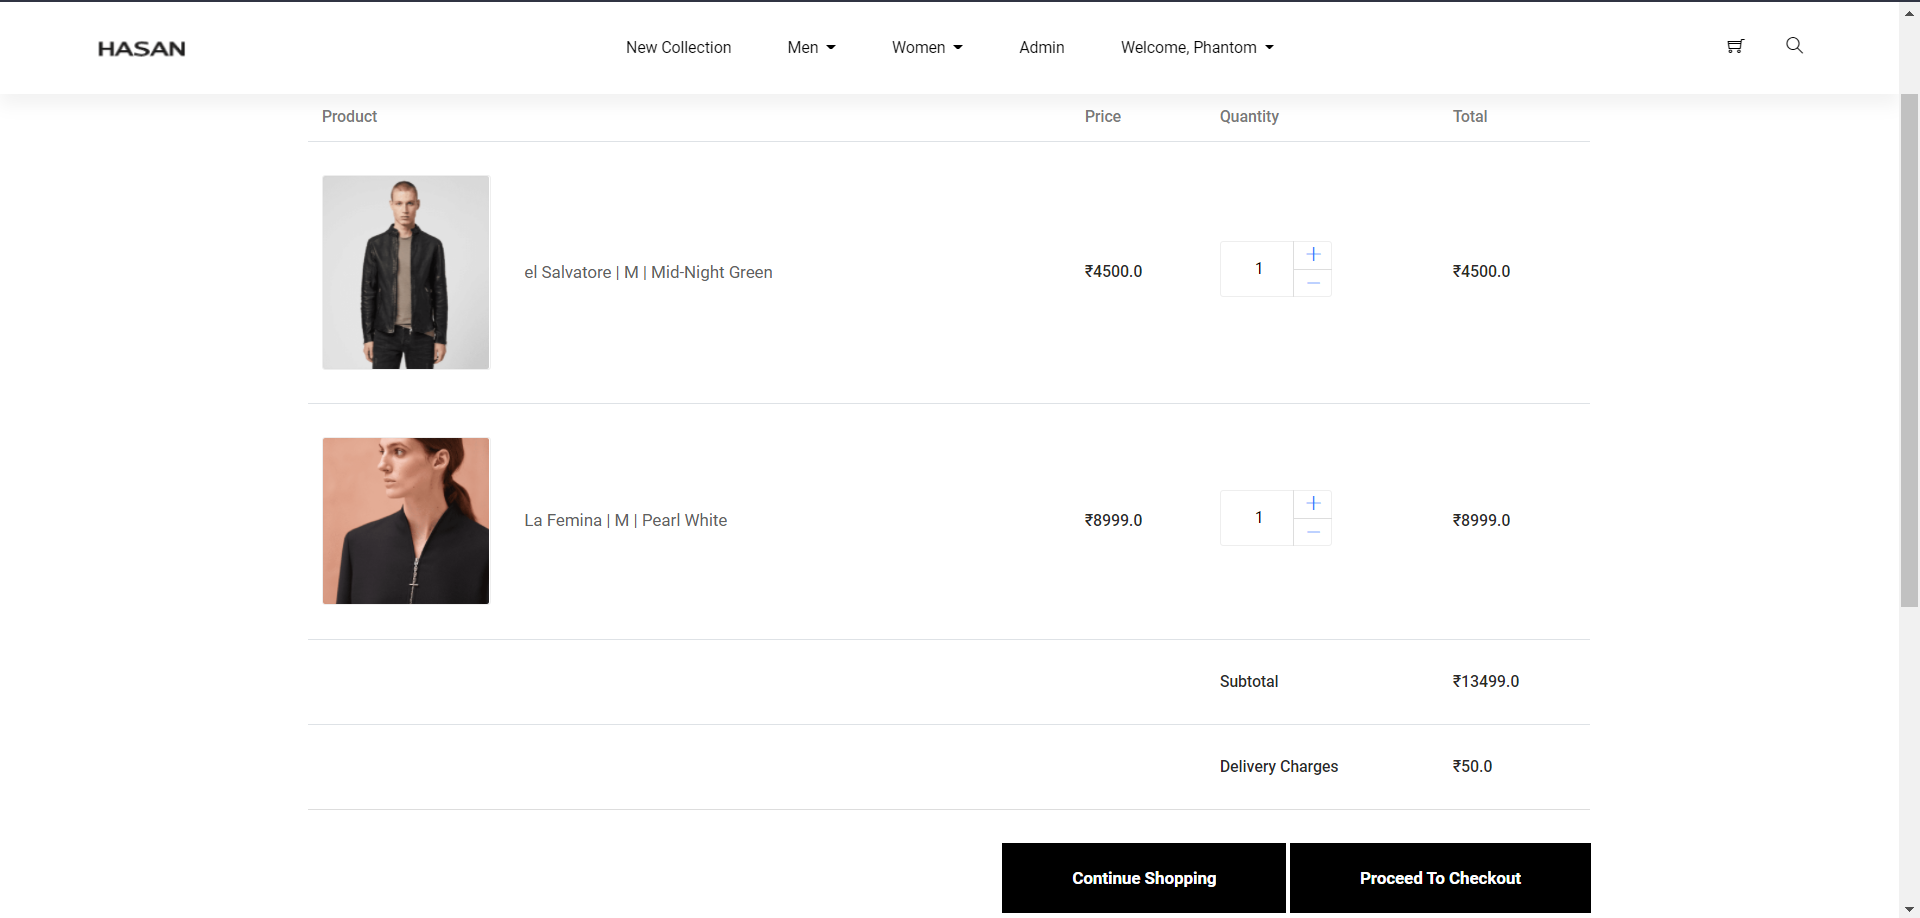 HASAN
New Collection Men Women Admin Welcome, Phantom
Product Price Quantity Total
el Salvatore | M | Mid-Night Green ₹4500.0 1 ₹4500.0
La Femina | M | Pearl White ₹8999.0 1 ₹8999.0
Subtotal ₹13499.0
Delivery Charges ₹50.0
Continue Shopping Proceed To Checkout